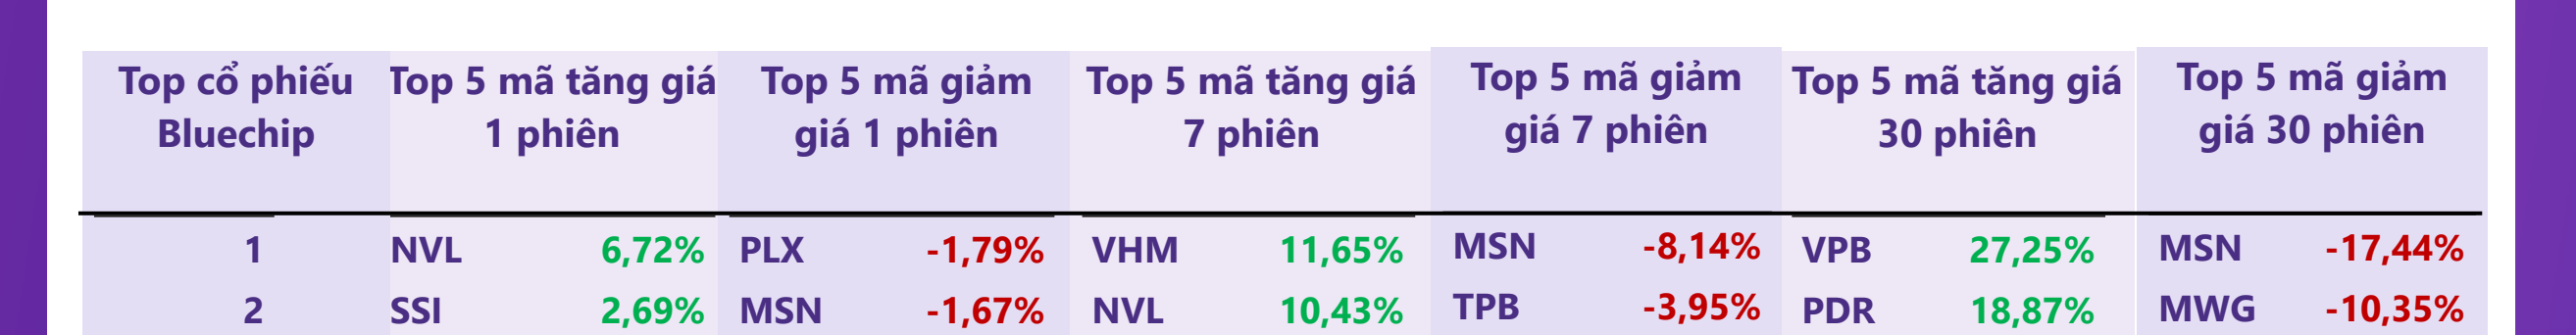 Top cổ phiếu Top 5 mã tăng giá Top 5 mã giảm Top 5 mã tăng giá Top 5 mã giảm Top 5 mã tăng giá Top 5 mã giảm
Bluechip 1 phiên giá 1 phiên 7 phiên giá 7 phiên 30 phiên giá 30 phiên
1 NVL 6,72% PLX -1,79% VHM 11,65% MSN -8,14% VPB 27,25% MSN -17,44%
2 SSI 2,69% MSN -1,67% NVL 10,43% TPB -3,95% PDR 18,87% MWG -10,35%